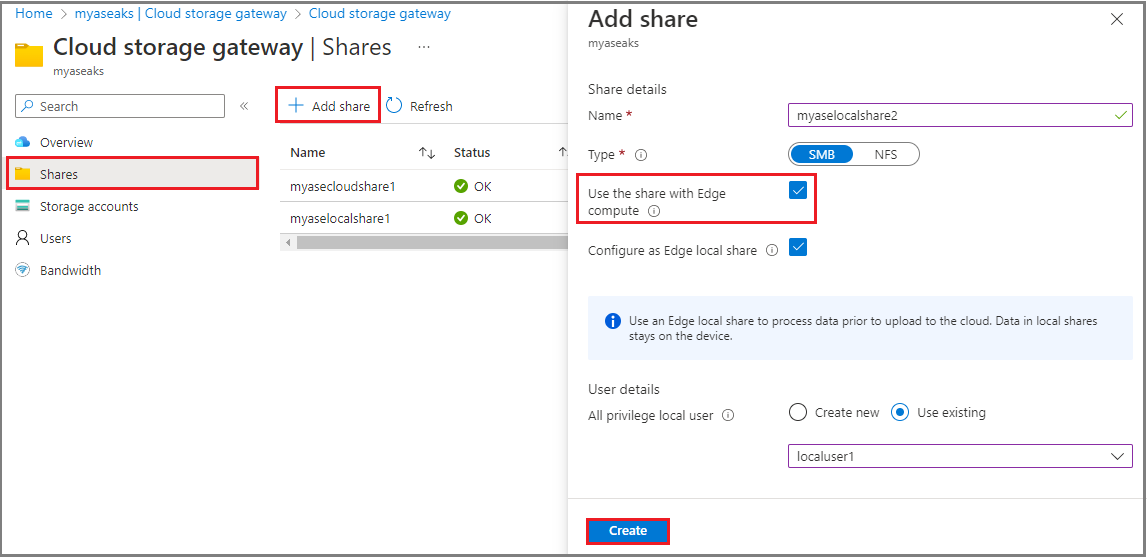 Home > myaseaks | Cloud storage gateway > Cloud storage gateway
Cloud storage gateway | Shares ...
myaseaks
Search
«
Overview
Shares
Storage accounts
Users
Bandwidth
+ Add share
Refresh
Name ↑↓ Status ↑
myasecloudshare1 OK
myaselocalshare1 OK
Add share
myaseaks
Share details
Name * myaselocalshare2
Type * SMB NFS
Use the share with Edge
compute
Configure as Edge local share
Use an Edge local share to process data prior to upload to the cloud. Data in local shares
stays on the device.
User details
All privilege local user Create new Use existing
localuser1
Create